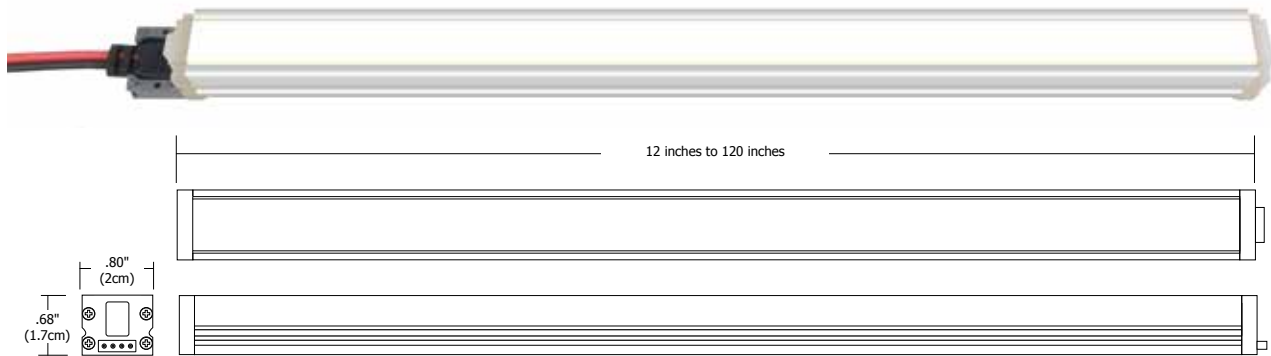 12 inches to 120 inches
.80"
(2cm)
.68"
(1.7cm)